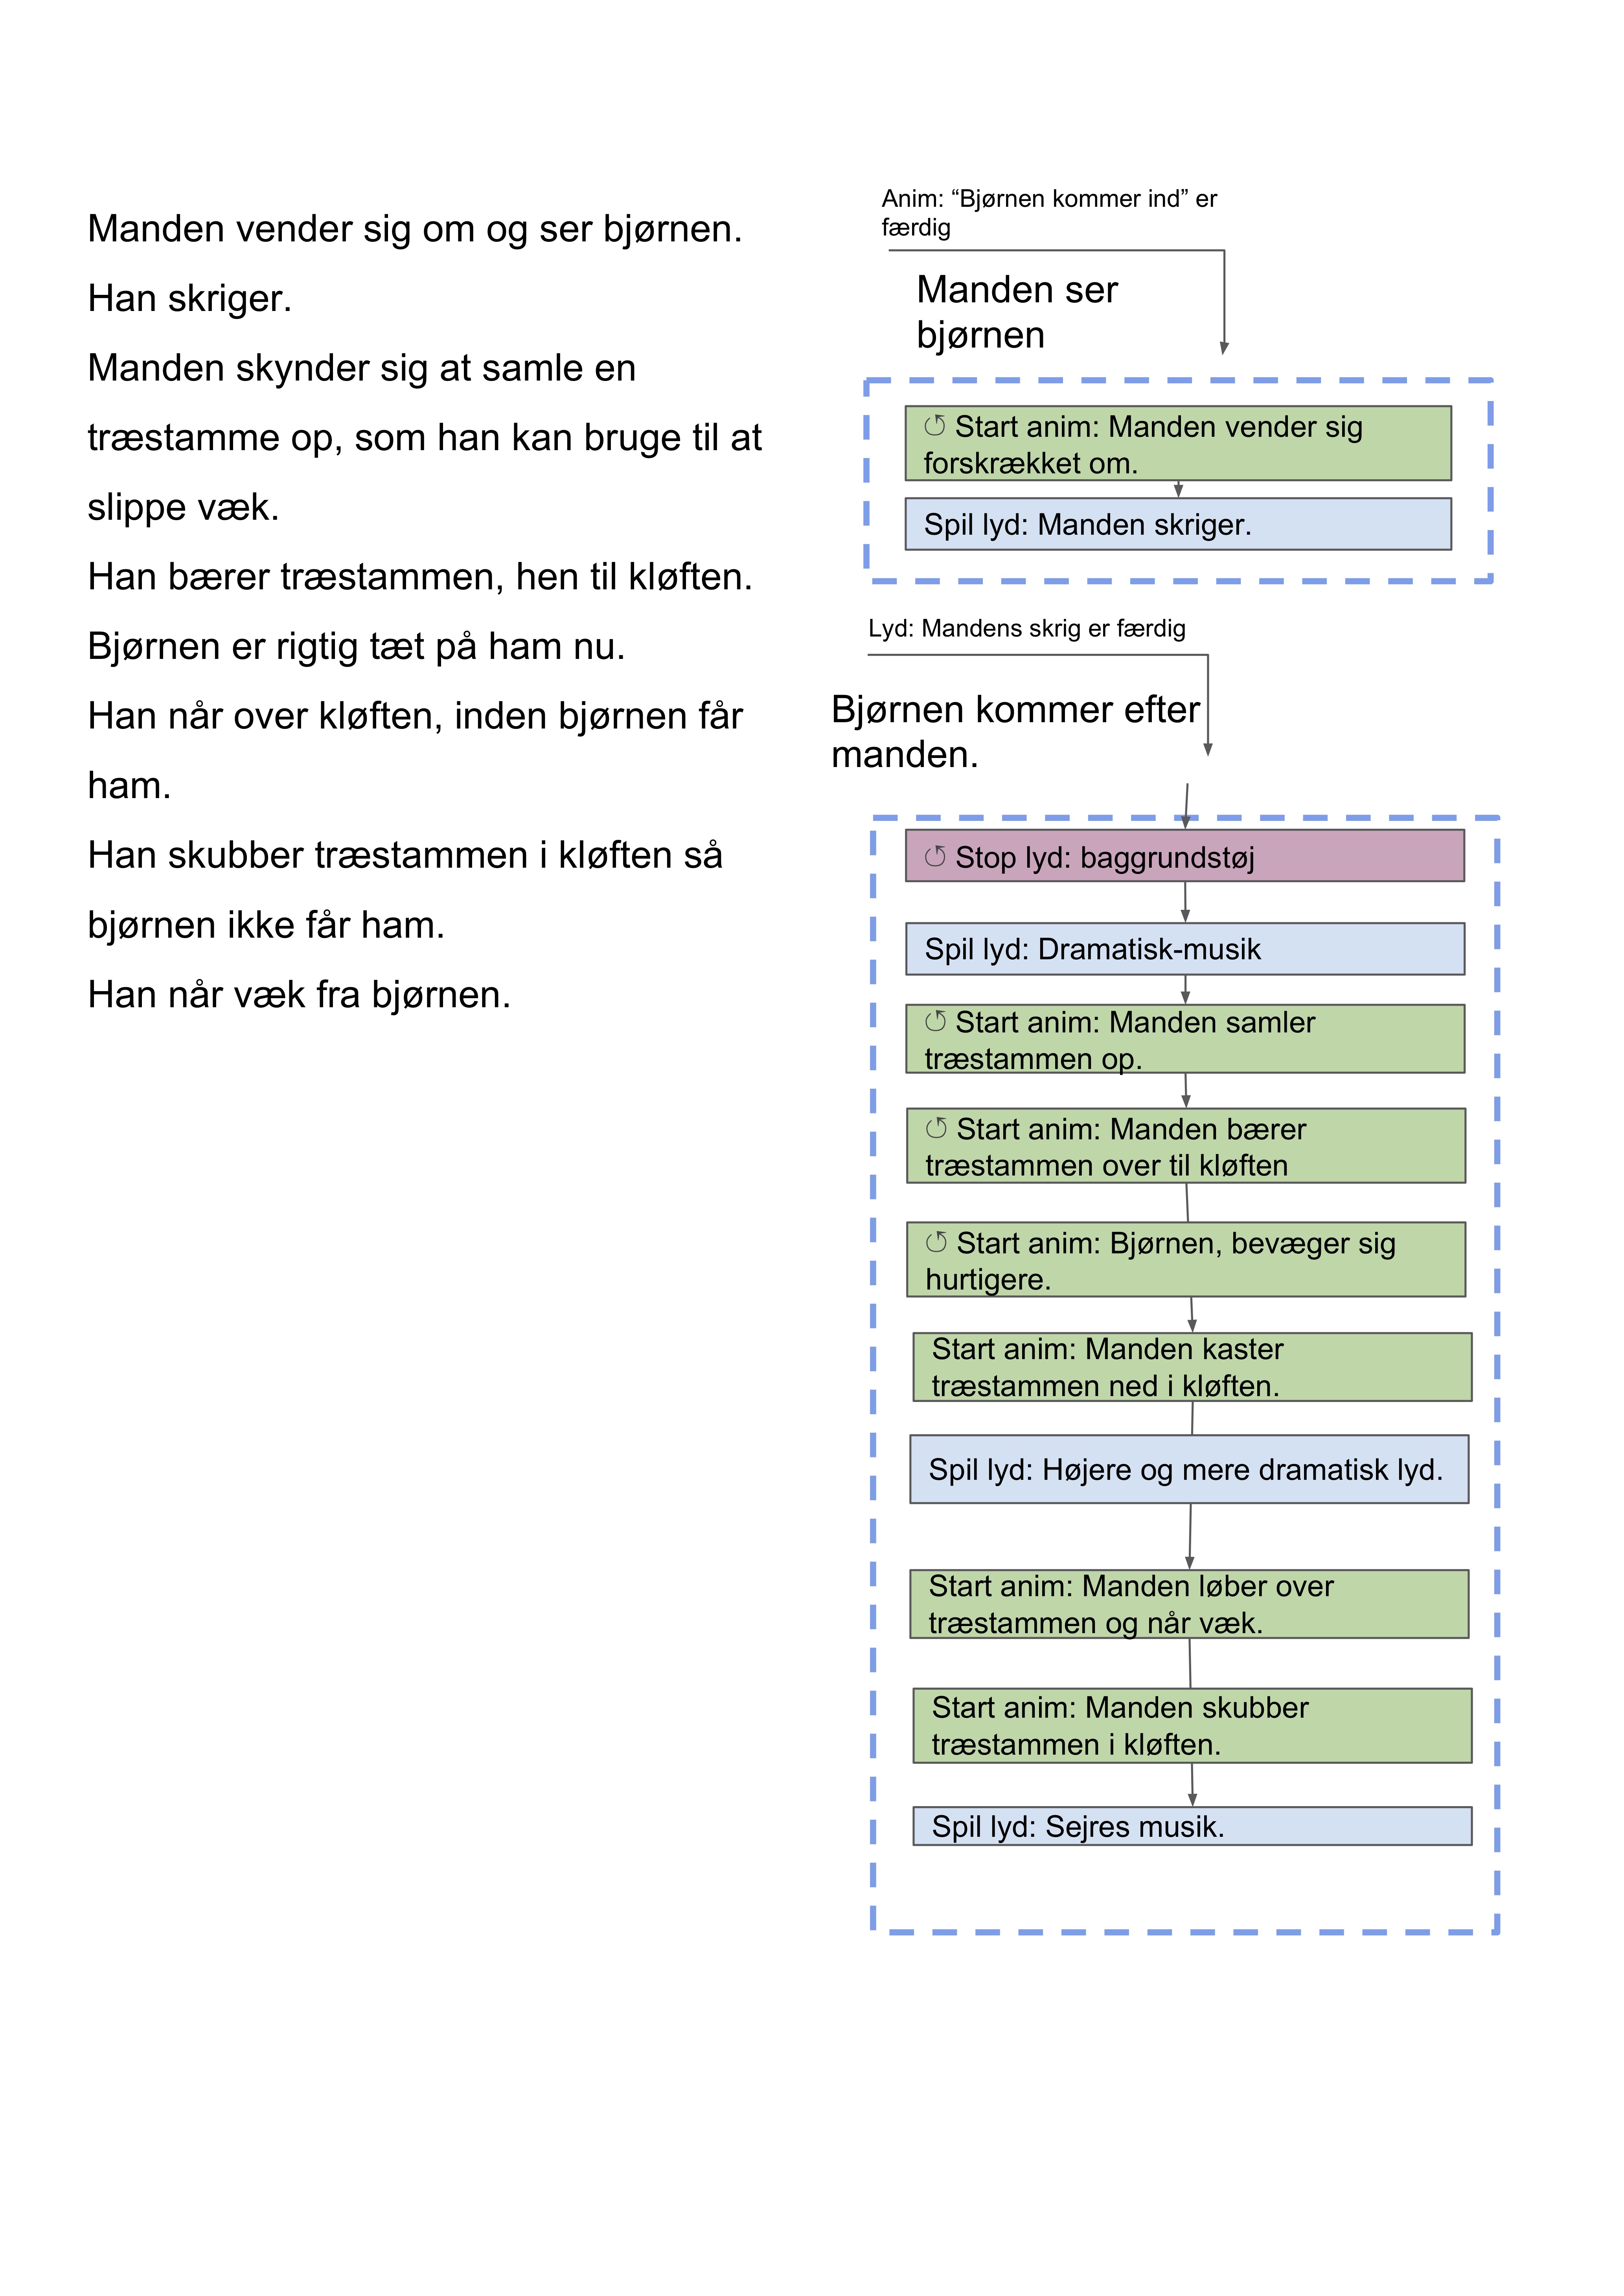 Manden vender sig om og ser bjørnen.
Han skriger.
Manden skynder sig at samle en
træstamme op, som han kan bruge til at
slippe væk.
Han bærer træstammen, hen til kløften.
Bjørnen er rigtig tæt på ham nu.
Han når over kløften, inden bjørnen får
ham.
Han skubber træstammen i kløften så
bjørnen ikke får ham.
Han når væk fra bjørnen.
Anim: “Bjørnen kommer ind” er
færdig
Manden ser
bjørnen
Start anim: Manden vender sig
forskrækket om.
Spil lyd: Manden skriger.
Lyd: Mandens skrig er færdig
Bjørnen kommer efter
manden.
Stop lyd: baggrundstøj
Spil lyd: Dramatisk-musik
Start anim: Manden samler
træstammen op.
Start anim: Manden bærer
træstammen over til kløften
Start anim: Bjørnen, bevæger sig
hurtigere.
Start anim: Manden kaster
træstammen ned i kløften.
Spil lyd: Højere og mere dramatisk lyd.
Start anim: Manden løber over
træstammen og når væk.
Start anim: Manden skubber
træstammen i kløften.
Spil lyd: Sejres musik.